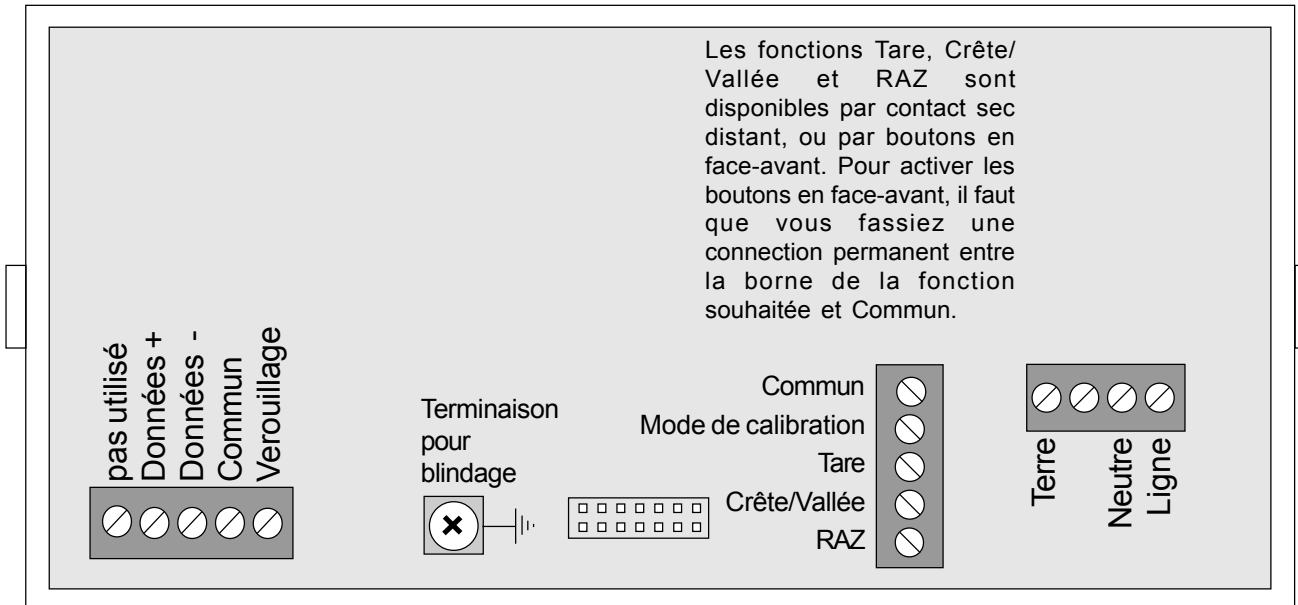 Les fonctions Tare, Crête/
Vallée et RAZ sont
disponibles par contact sec
distant, ou par boutons en
face-avant. Pour activer les
boutons en face-avant, il faut
que vous fassiez une
connection permanent entre
la borne de la fonction
souhaitée et Commun.
pas utilisé
Données +
Données -
Commun
Verouillage
Terminaison
pour
blindage
Commun
Mode de calibration
Tare
Crête/Vallée
RAZ
Terre
Neutre
Ligne